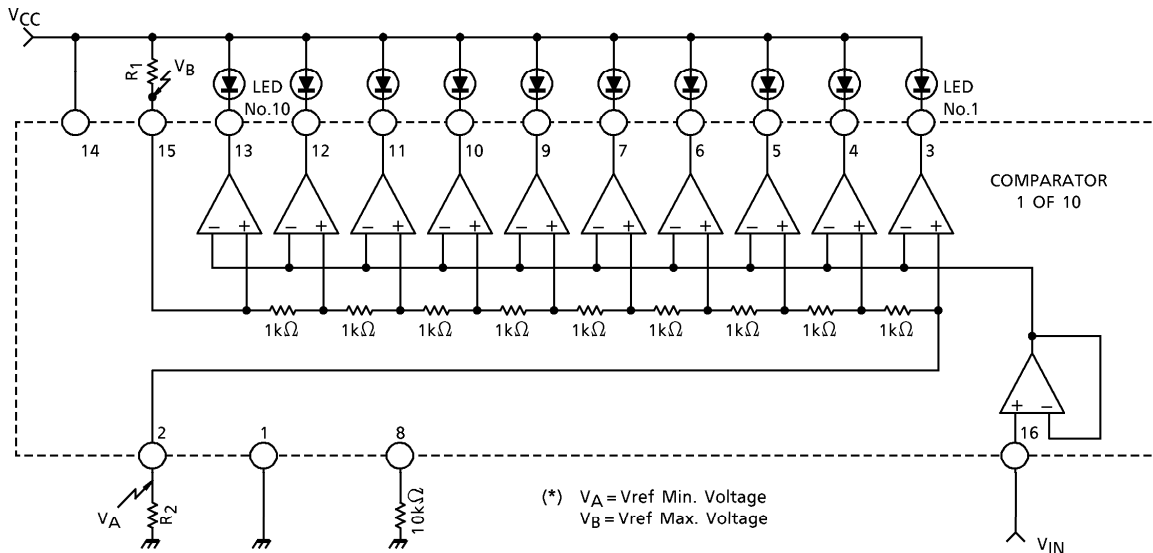 VCC
R1
VB
LED
No.10
LED
No.1
14
15
13
12
11
10
9
7
6
5
4
3
COMPARATOR
1 OF 10
− +
− +
− +
− +
− +
− +
− +
− +
− +
− +
1kΩ
1kΩ
1kΩ
1kΩ
1kΩ
1kΩ
1kΩ
1kΩ
1kΩ
+ −
2
1
8
16
VA
R2
10kΩ
(*) VA = Vref Min. Voltage
VB = Vref Max. Voltage
VIN